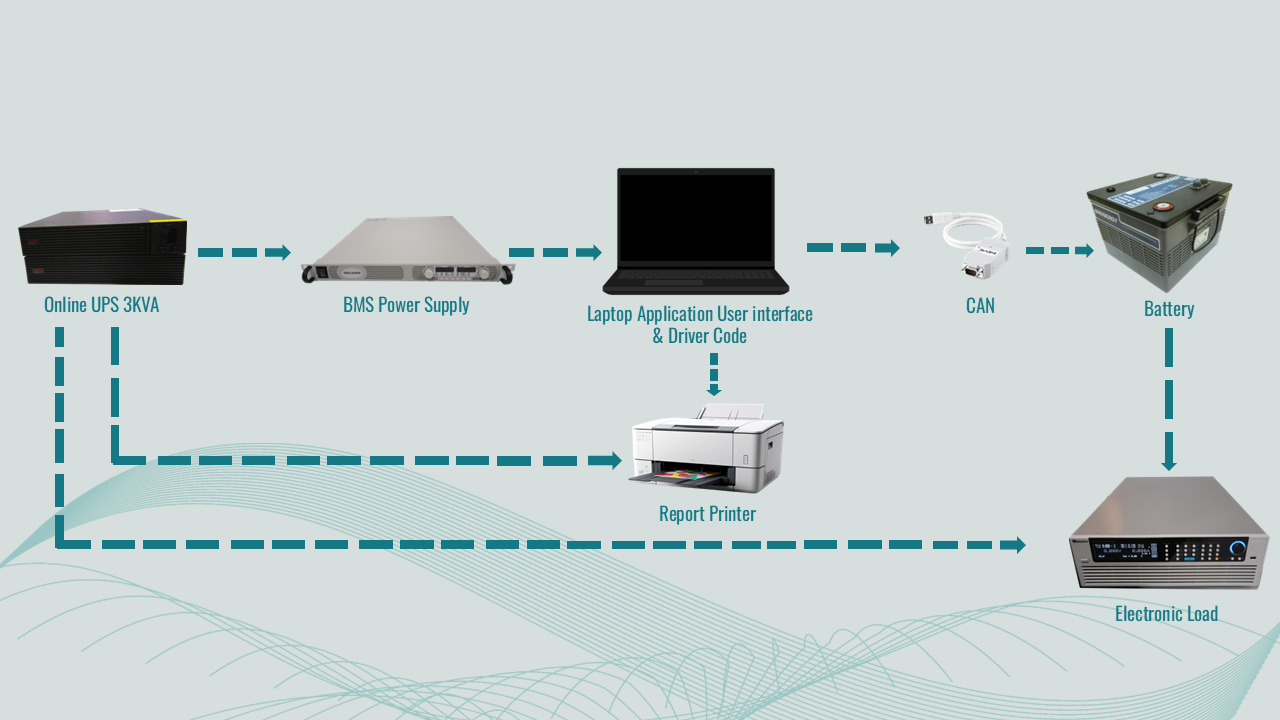 Online UPS 3KVA
BMS Power Supply
Laptop Application User interface
& Driver Code
CAN
Battery
Report Printer
Electronic Load